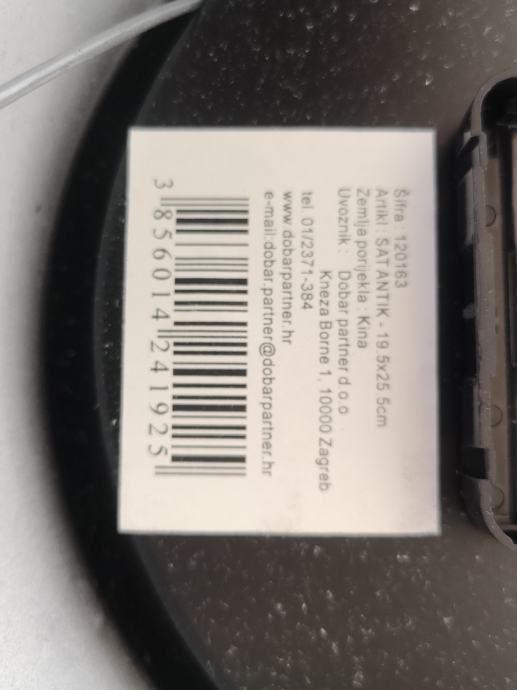 Šifra : 120163
Artikl : SAT ANTIK - 19.5x25.5cm
Zemlja porijekla : Kina
Uvoznik : Dobar partner d.o.o.
Kneza Borne 1, 10000 Zagreb
tel. 01/2371-384
www.dobarpartner.hr
e-mail:dobar.partner@dobarpartner.hr
3 856014 241925